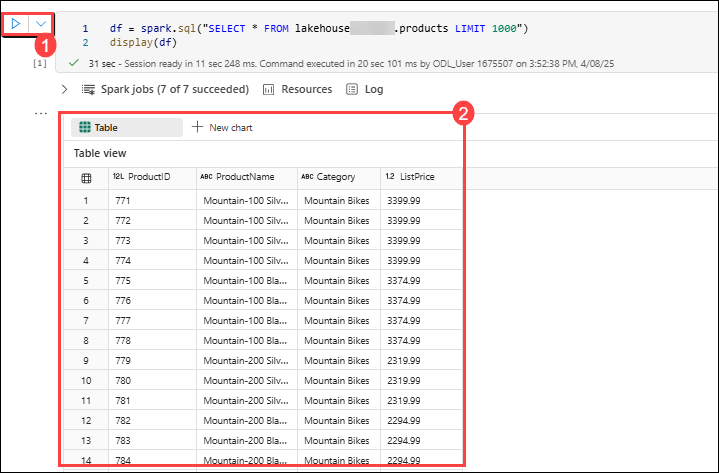 1 df = spark.sql("SELECT * FROM lakehouse .products LIMIT 1000")
2 display(df)
1
[1]
31 sec - Session ready in 11 sec 248 ms. Command executed in 20 sec 101 ms by ODL_User 1675507 on 3:52:38 PM, 4/08/25
Spark jobs (7 of 7 succeeded) Resources Log
...
2
Table New chart
Table view
12L ProductID ABC ProductName ABC Category 1.2 ListPrice
1 771 Mountain-100 Silv... Mountain Bikes 3399.99
2 772 Mountain-100 Silv... Mountain Bikes 3399.99
3 773 Mountain-100 Silv... Mountain Bikes 3399.99
4 774 Mountain-100 Silv... Mountain Bikes 3399.99
5 775 Mountain-100 Bla... Mountain Bikes 3374.99
6 776 Mountain-100 Bla... Mountain Bikes 3374.99
7 777 Mountain-100 Bla... Mountain Bikes 3374.99
8 778 Mountain-100 Bla... Mountain Bikes 3374.99
9 779 Mountain-200 Silv... Mountain Bikes 2319.99
10 780 Mountain-200 Silv... Mountain Bikes 2319.99
11 781 Mountain-200 Silv... Mountain Bikes 2319.99
12 782 Mountain-200 Bla... Mountain Bikes 2294.99
13 783 Mountain-200 Bla... Mountain Bikes 2294.99
14 784 Mountain-200 Bla... Mountain Bikes 2294.99